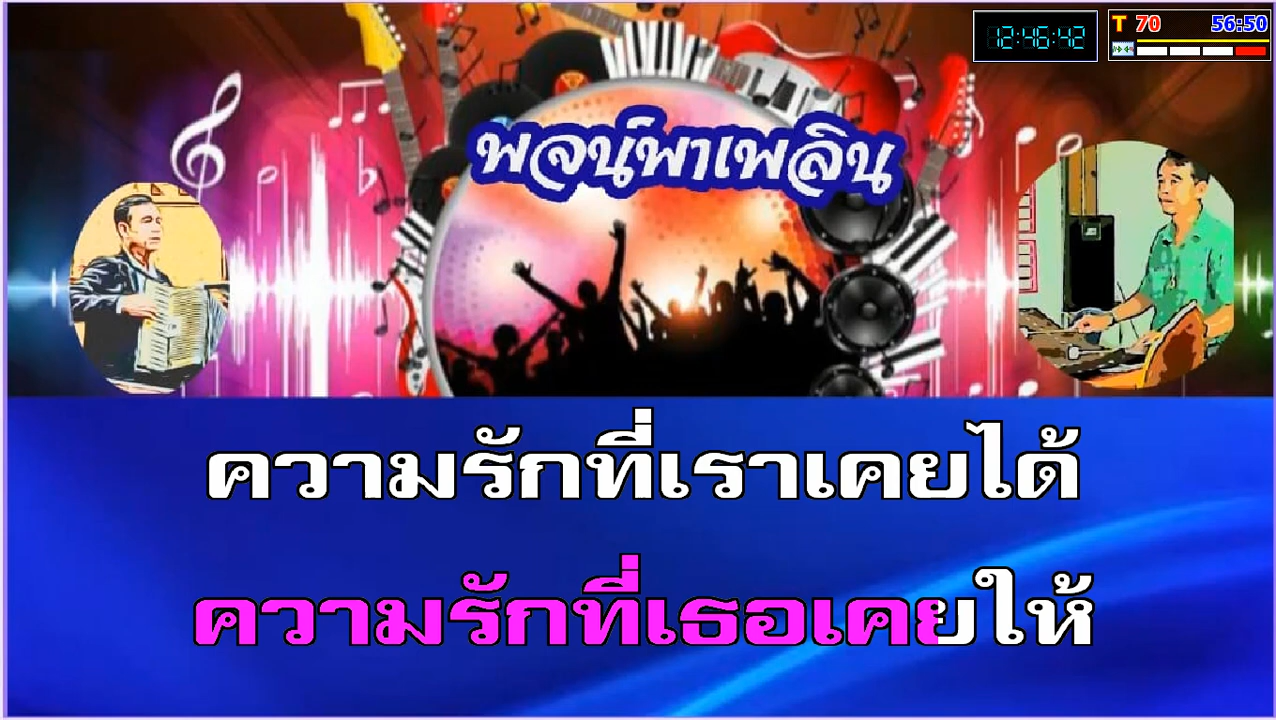 12:46:42
T 70 56:50
พจน์พาเพลิน
ความรักที่เราเคยได้
ความรักที่เธอเคยให้